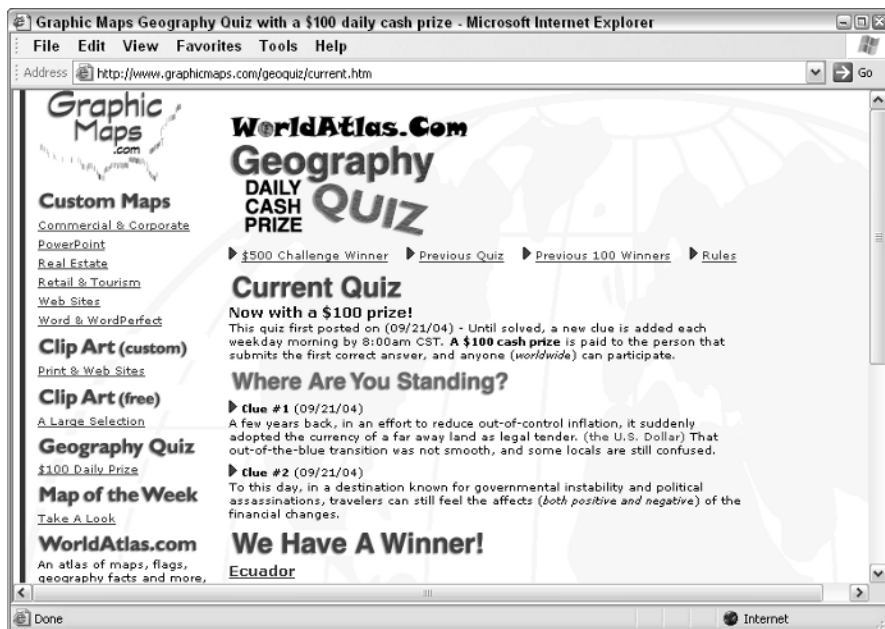 Graphic Maps Geography Quiz with a $100 daily cash prize - Microsoft Internet Explorer
File Edit View Favorites Tools Help
Address http://www.graphicmaps.com/geoquiz/current.htm Go
Graphic
Maps
.com
Custom Maps
Commercial & Corporate
PowerPoint
Real Estate
Retail & Tourism
Web Sites
Word & WordPerfect
Clip Art (custom)
Print & Web Sites
Clip Art (free)
A Large Selection
Geography Quiz
$100 Daily Prize
Map of the Week
Take A Look
WorldAtlas.com
An atlas of maps, flags,
geography facts and more,
WorldAtlas.Com
Geography
DAILY
CASH
PRIZE
QUIZ
$500 Challenge Winner Previous Quiz Previous 100 Winners Rules
Current Quiz
Now with a $100 prize!
This quiz first posted on (09/21/04) - Until solved, a new clue is added each
weekday morning by 8:00am CST. A $100 cash prize is paid to the person that
submits the first correct answer, and anyone (worldwide) can participate.
Where Are You Standing?
Clue #1 (09/21/04)
A few years back, in an effort to reduce out-of-control inflation, it suddenly
adopted the currency of a far away land as legal tender. (the U.S. Dollar) That
out-of-the-blue transition was not smooth, and some locals are still confused.
Clue #2 (09/21/04)
To this day, in a destination known for governmental instability and political
assassinations, travelers can still feel the affects (both positive and negative) of the
financial changes.
We Have A Winner!
Ecuador
Done
Internet